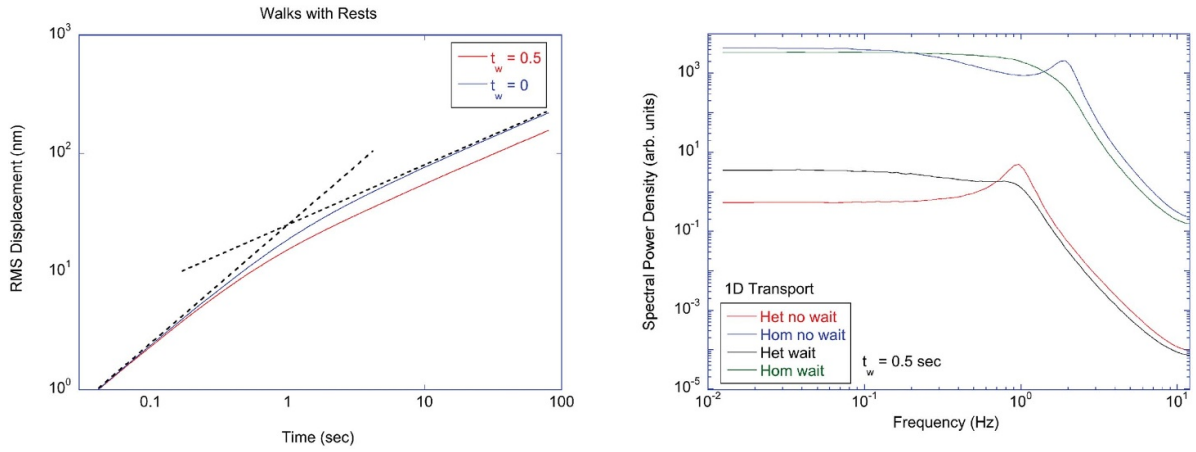 Walks with Rests
10³
10²
10¹
10⁰
RMS Displacement (nm)
t_w = 0.5
t_w = 0
0.1
1
10
100
Time (sec)
10³
10¹
10⁻¹
10⁻³
10⁻⁵
Spectral Power Density (arb. units)
1D Transport
Het no wait
Hom no wait
Het wait
Hom wait
t_w = 0.5 sec
10⁻²
10⁻¹
10⁰
10¹
Frequency (Hz)